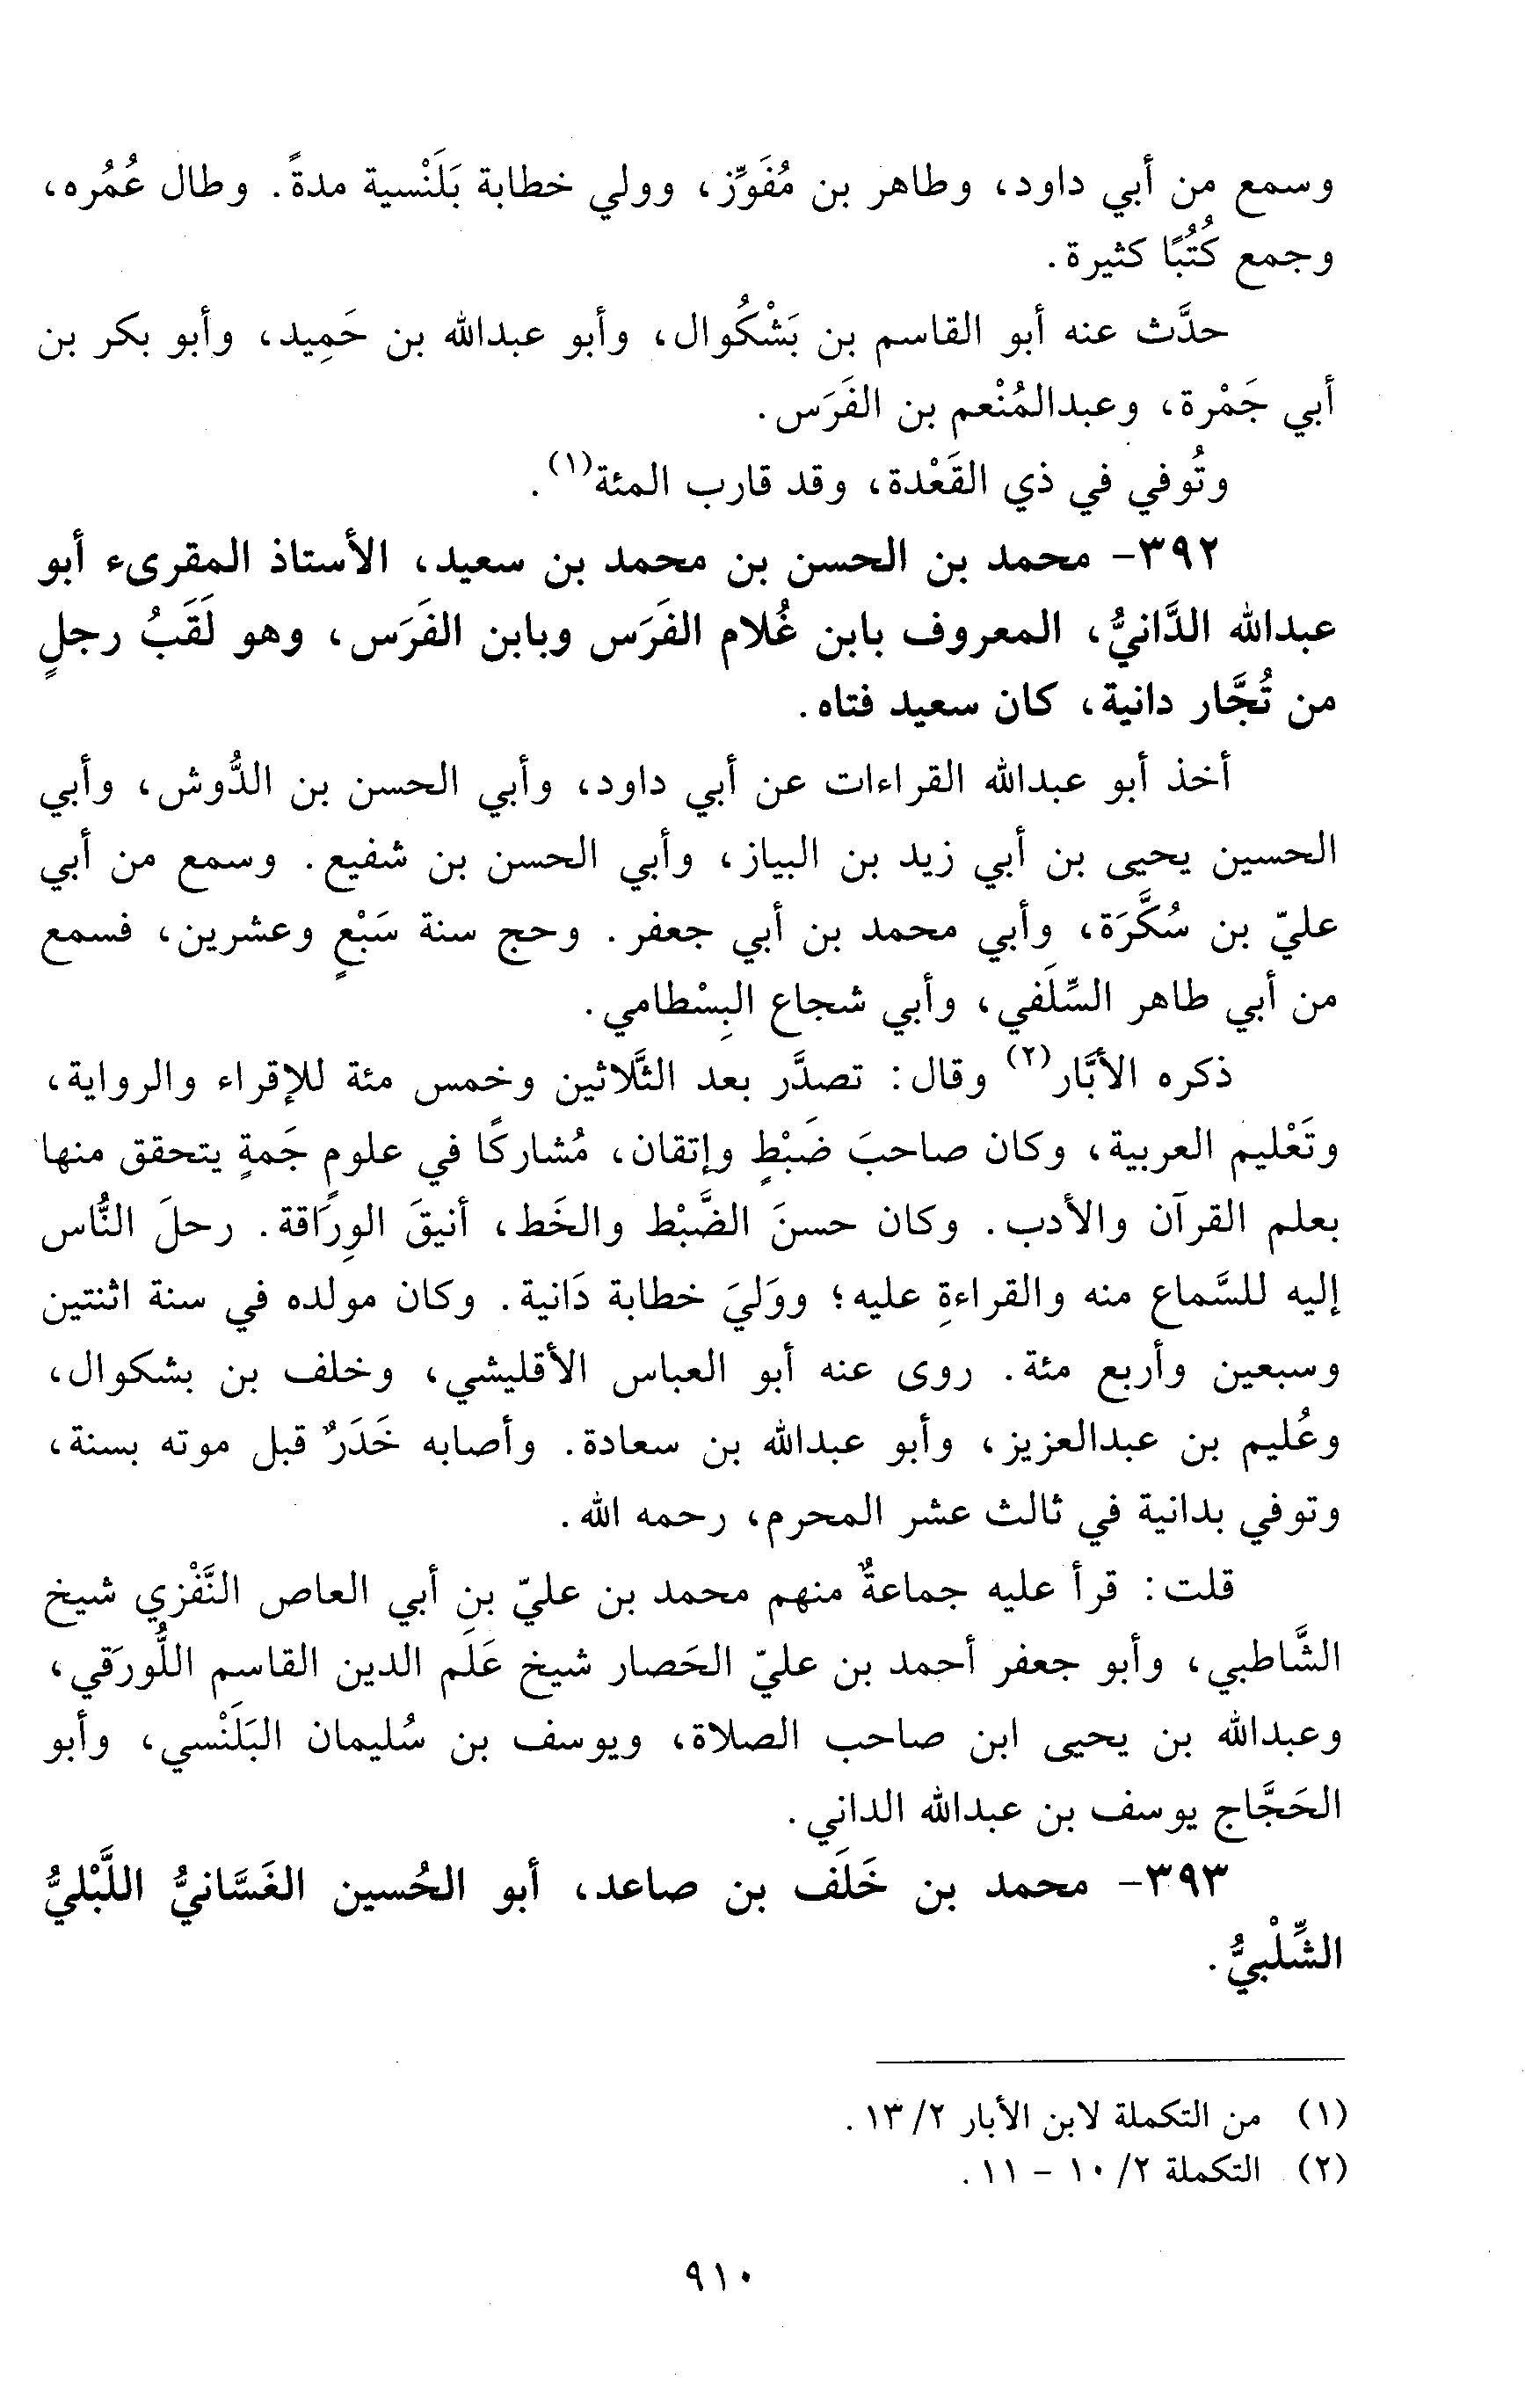 وسمع من أبي داود، وطاهر بن مُفَوِّز، وولي خطابة بَلَنْسية مدةً. وطال عُمُره،
وجمع كُتُبًا كثيرة.
حدَّث عنه أبو القاسم بن بَشْكُوال، وأبو عبدالله بن حَمِيد، وأبو بكر بن
أبي جَمْرة، وعبدالمُنْعم بن الفَرَس.
وتُوفي في ذي القَعْدة، وقد قارب المئة(١).
٣٩٢- محمد بن الحسن بن محمد بن سعيد، الأستاذ المقرىء أبو
عبدالله الدَّانيُّ، المعروف بابن غُلام الفَرَس وبابن الفَرَس، وهو لَقَبُ رجلٍ
من تُجَّار دانية، كان سعيد فتاه.
أخذ أبو عبدالله القراءات عن أبي داود، وأبي الحسن بن الدُّوش، وأبي
الحسين يحيى بن أبي زيد بن البياز، وأبي الحسن بن شفيع. وسمع من أبي
عليّ بن سُكَّرَة، وأبي محمد بن أبي جعفر. وحج سنة سَبْعٍ وعشرين، فسمع
من أبي طاهر السِّلَفي، وأبي شجاع البِسْطامي.
ذكره الأبَّار(٢) وقال: تصدَّر بعد الثَّلاثين وخمس مئة للإقراء والرواية،
وتَعْليم العربية، وكان صاحبَ ضَبْطٍ وإتقان، مُشاركًا في علومٍ جَمةٍ يتحقق منها
بعلم القرآن والأدب. وكان حسنَ الضَّبْط والخَط، أنيقَ الوِرَاقة. رحلَ النُّاس
إليه للسَّماع منه والقراءةِ عليه؛ ووَليَ خطابة دَانية. وكان مولده في سنة اثنتين
وسبعين وأربع مئة. روى عنه أبو العباس الأقليشي، وخلف بن بشكوال،
وعُليم بن عبدالعزيز، وأبو عبدالله بن سعادة. وأصابه خَدَرٌ قبل موته بسنة،
وتوفي بدانية في ثالث عشر المحرم، رحمه الله.
قلت: قرأ عليه جماعةٌ منهم محمد بن عليّ بنِ أبي العاص النَّفْزي شيخ
الشَّاطبي، وأبو جعفر أحمد بن عليّ الحَصار شيخ عَلَم الدين القاسم اللُّورَقي،
وعبدالله بن يحيى ابن صاحب الصلاة، ويوسف بن سُليمان البَلَنْسي، وأبو
الحَجَّاج يوسف بن عبدالله الداني.
٣٩٣- محمد بن خَلَف بن صاعد، أبو الحُسين الغَسَّانيُّ اللَّبْليُّ
الشِّلْبيُّ.
(١) من التكملة لابن الأبار ٢/ ١٣.
(٢) التكملة ٢/ ١٠ - ١١.
٩١٠